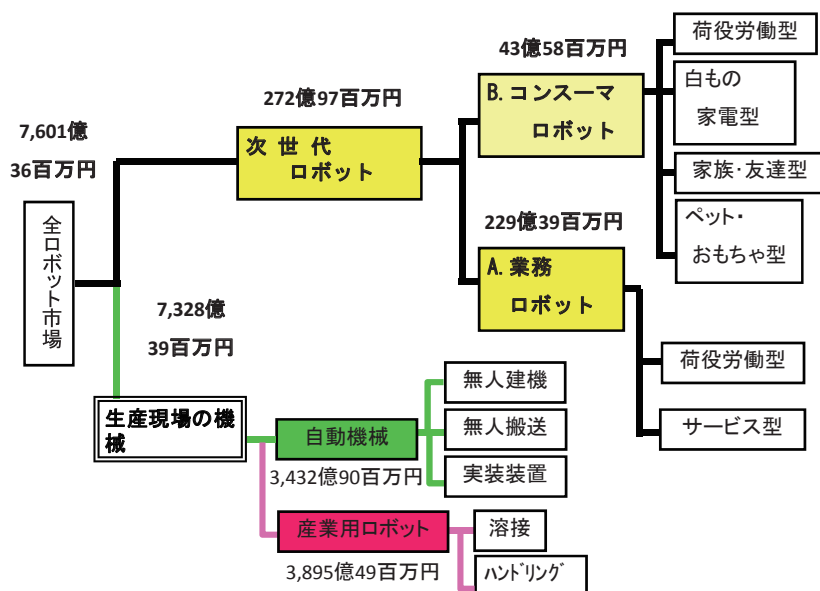 7,601億
36百万円
全ロボット市場
272億97百万円
次 世 代
ロボット
43億58百万円
B.コンスーマ
ロボット
荷役労働型
白もの
家電型
家族・友達型
ペット・
おもちゃ型
229億39百万円
A.業務
ロボット
荷役労働型
サービス型
7,328億
39百万円
生産現場の機
械
自動機械
3,432億90百万円
無人建機
無人搬送
実装装置
産業用ロボット
3,895億49百万円
溶接
ﾊﾝﾄﾞﾘﾝｸﾞ